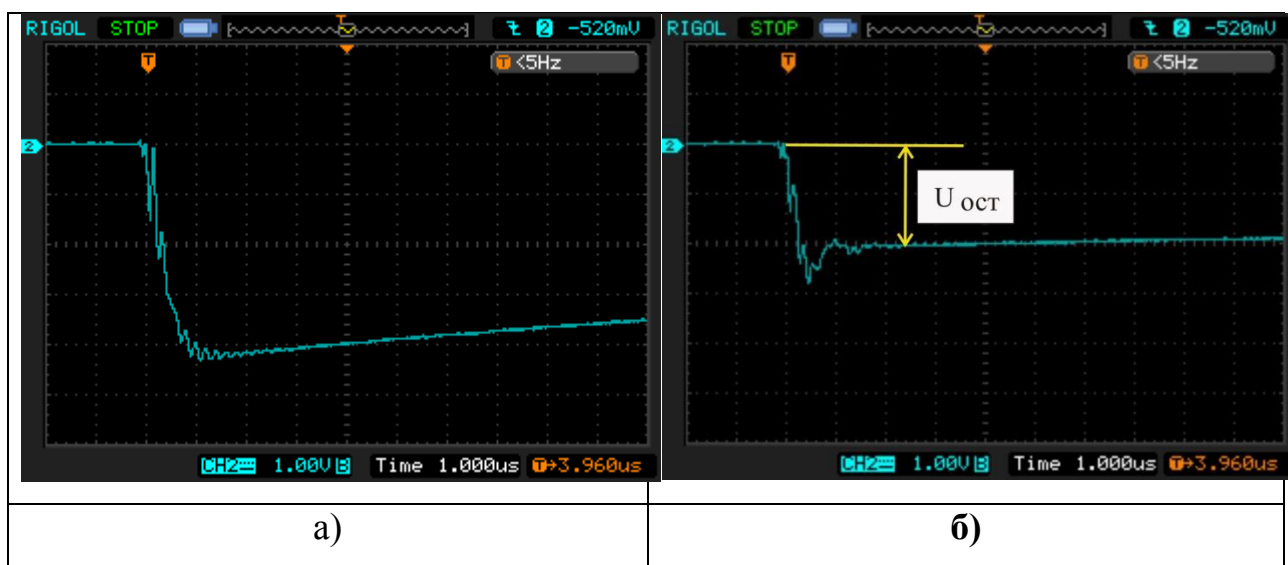 RIGOL STOP T 2 -520mV
T T <5Hz
2
CH2 1.00V B Time 1.000us T→3.960us
RIGOL STOP T 2 -520mV
T T <5Hz
2
U ост
CH2 1.00V B Time 1.000us T→3.960us
а) б)